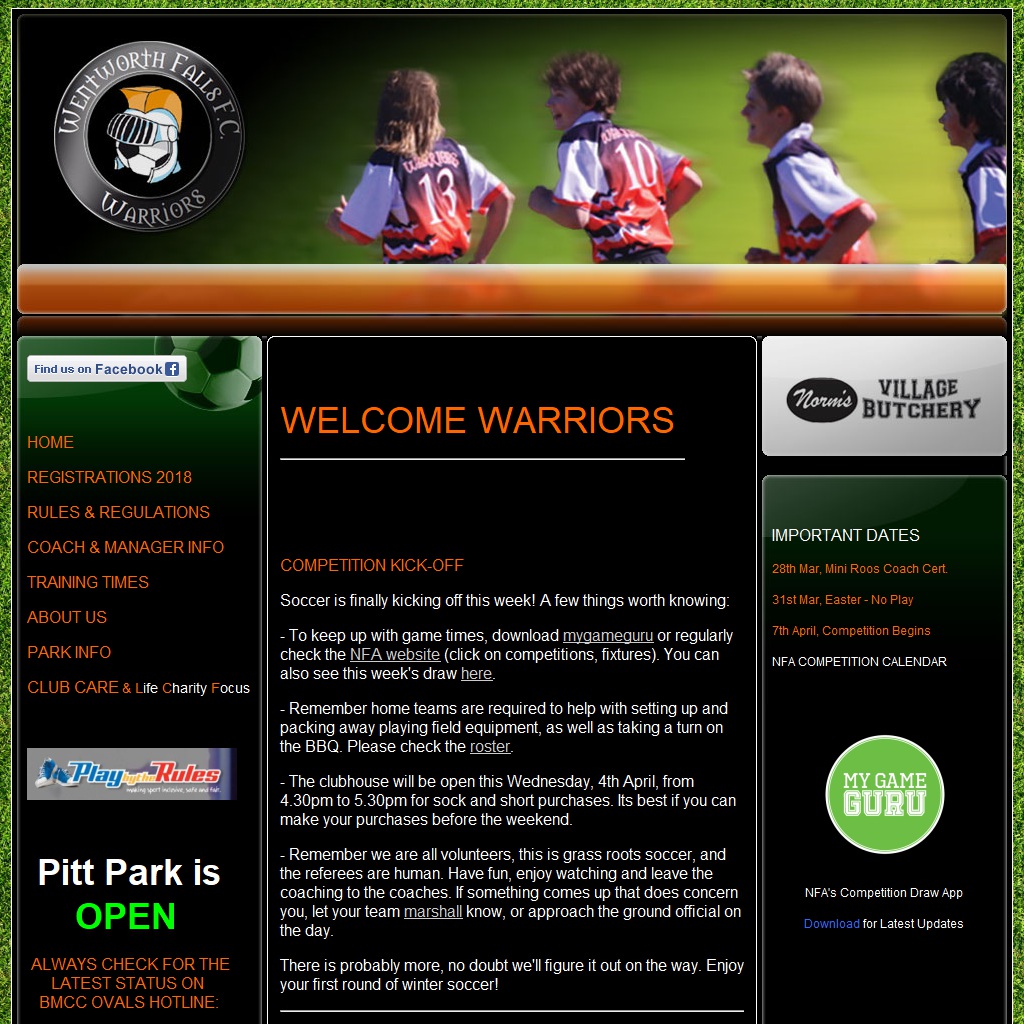 WENTWORTH FALLS F.C.
WARRIORS
WARRIORS
13
10
Find us on Facebook
HOME
REGISTRATIONS 2018
RULES & REGULATIONS
COACH & MANAGER INFO
TRAINING TIMES
ABOUT US
PARK INFO
CLUB CARE & Life Charity Focus
Play by the Rules
making sport inclusive, safe and fair.
Pitt Park is
OPEN
ALWAYS CHECK FOR THE
LATEST STATUS ON
BMCC OVALS HOTLINE:
WELCOME WARRIORS
COMPETITION KICK-OFF
Soccer is finally kicking off this week! A few things worth knowing:
- To keep up with game times, download mygameguru or regularly
check the NFA website (click on competitions, fixtures). You can
also see this week's draw here.
- Remember home teams are required to help with setting up and
packing away playing field equipment, as well as taking a turn on
the BBQ. Please check the roster.
- The clubhouse will be open this Wednesday, 4th April, from
4.30pm to 5.30pm for sock and short purchases. Its best if you can
make your purchases before the weekend.
- Remember we are all volunteers, this is grass roots soccer, and
the referees are human. Have fun, enjoy watching and leave the
coaching to the coaches. If something comes up that does concern
you, let your team marshall know, or approach the ground official on
the day.
There is probably more, no doubt we'll figure it out on the way. Enjoy
your first round of winter soccer!
Norm's VILLAGE
BUTCHERY
IMPORTANT DATES
28th Mar, Mini Roos Coach Cert.
31st Mar, Easter - No Play
7th April, Competition Begins
NFA COMPETITION CALENDAR
MY GAME
GURU
NFA's Competition Draw App
Download for Latest Updates